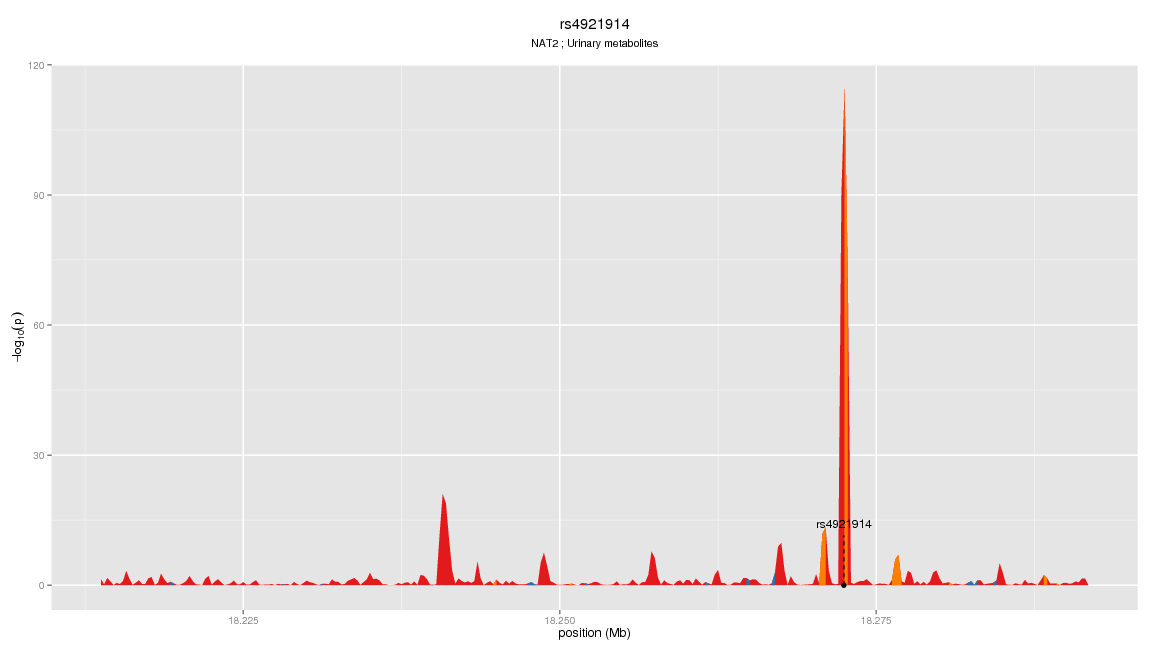 rs4921914
NAT2 ; Urinary metabolites
120
90
60
30
0
−log10(p)
rs4921914
18.225
18.250
18.275
position (Mb)